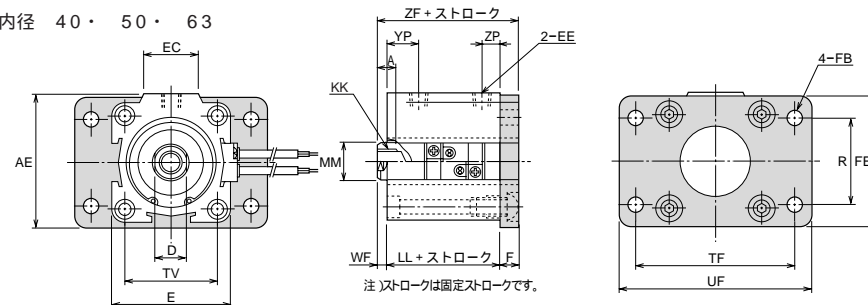 内径 40・ 50・ 63
EC
AE
D
TV
E
ZF + ストローク
YP
ZP
2-EE
A
KK
MM
WF
LL + ストローク
F
注)ストロークは固定ストロークです。
4-FB
R
FE
TF
UF